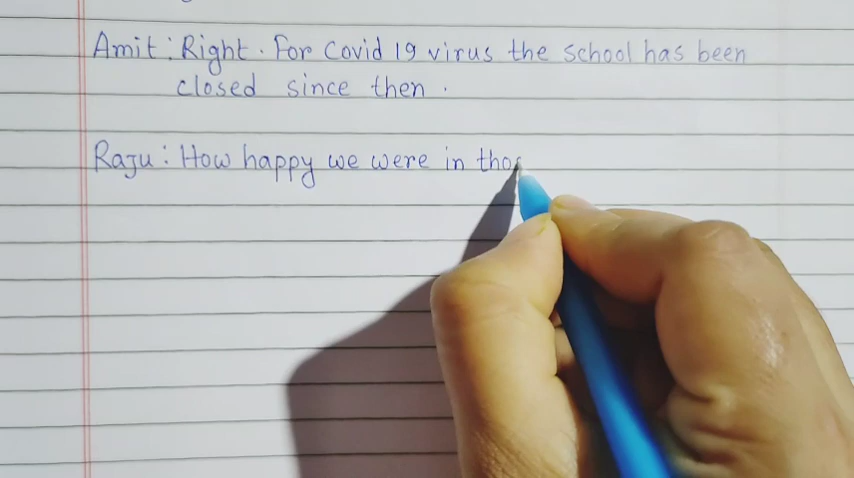 Amit : Right. For Covid 19 virus the school has been
closed since then.
Raju : How happy we were in thos